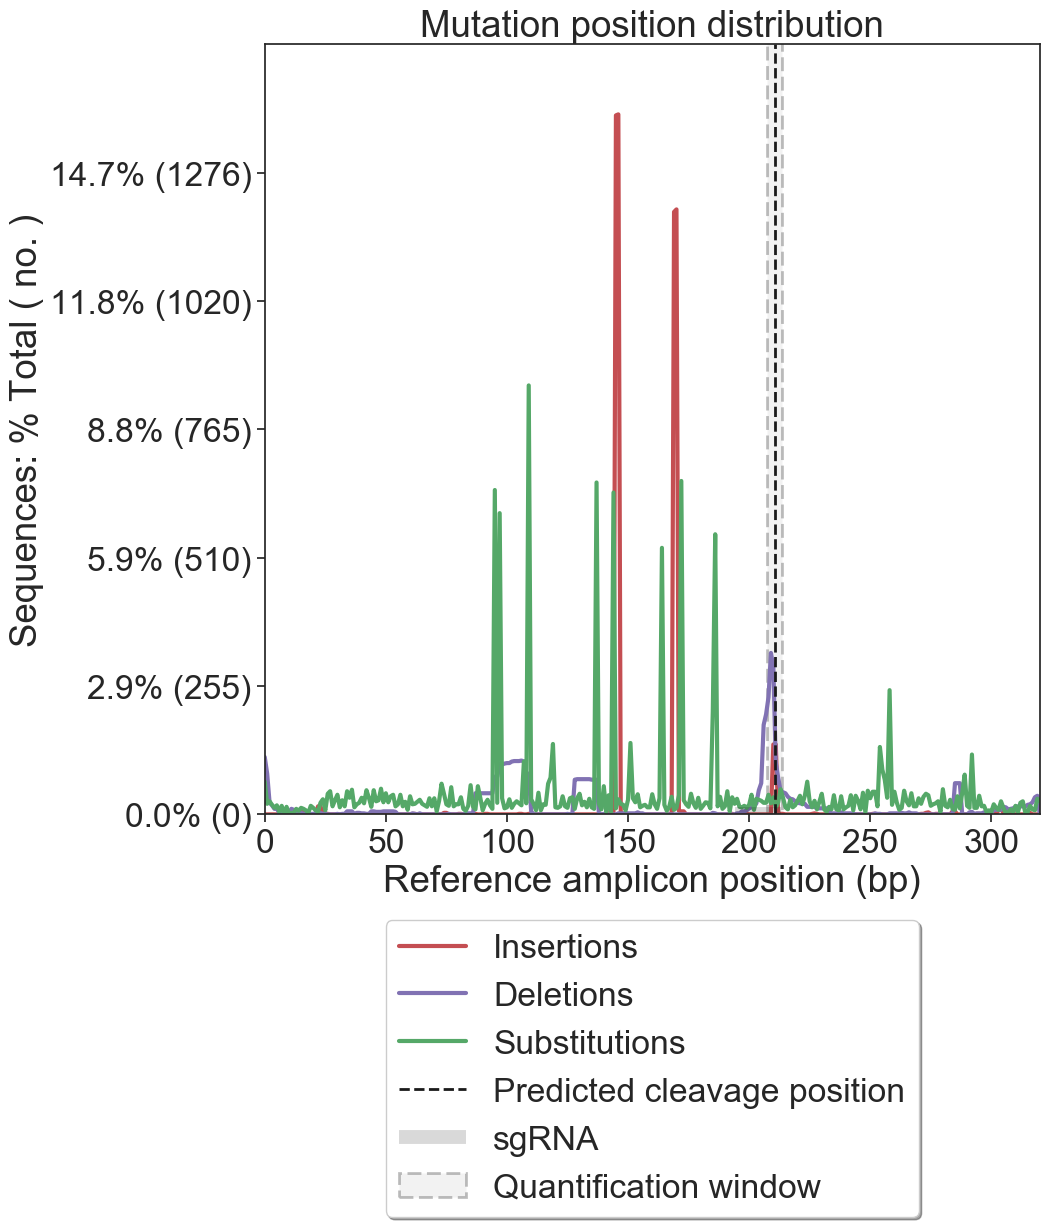 Mutation position distribution
Sequences: % Total ( no. )
14.7% (1276)
11.8% (1020)
8.8% (765)
5.9% (510)
2.9% (255)
0.0% (0)
0 50 100 150 200 250 300
Reference amplicon position (bp)
Insertions
Deletions
Substitutions
Predicted cleavage position
sgRNA
Quantification window